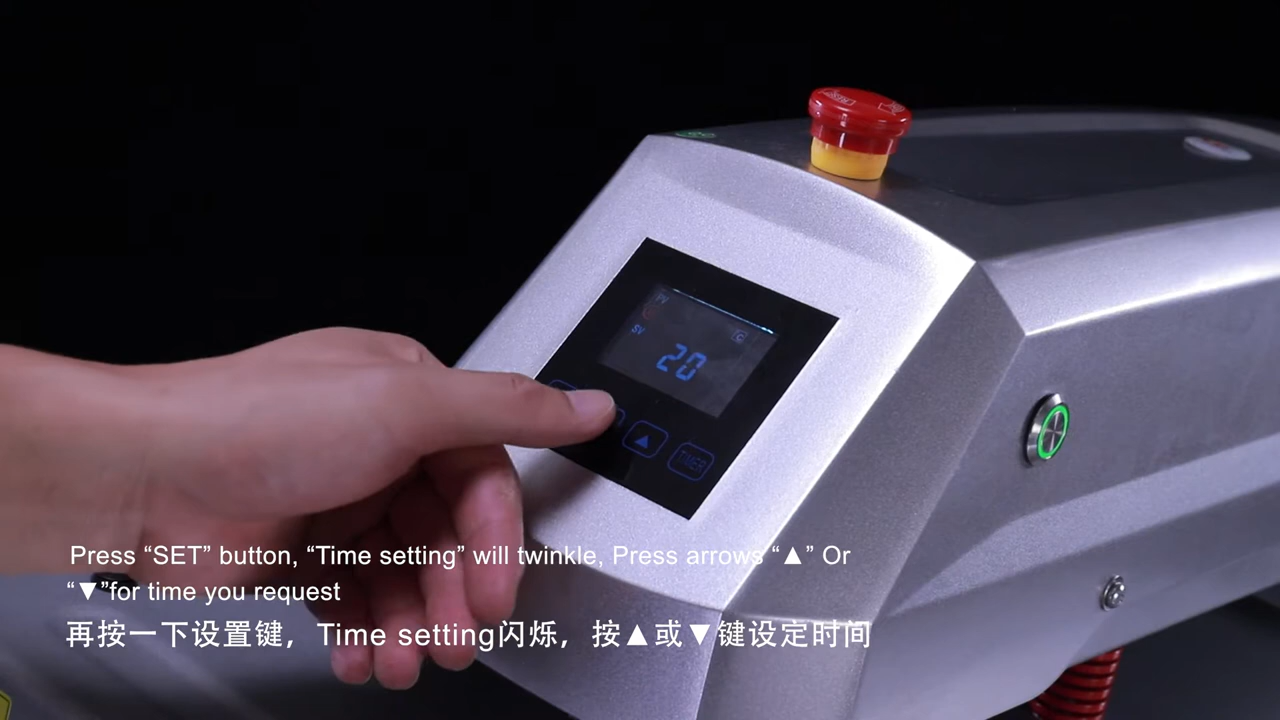 PV
SV
C
20
▲
TIMER
Press “SET” button, “Time setting” will twinkle, Press arrows “▲” Or
“▼”for time you request
再按一下设置键，Time setting闪烁，按▲或▼键设定时间